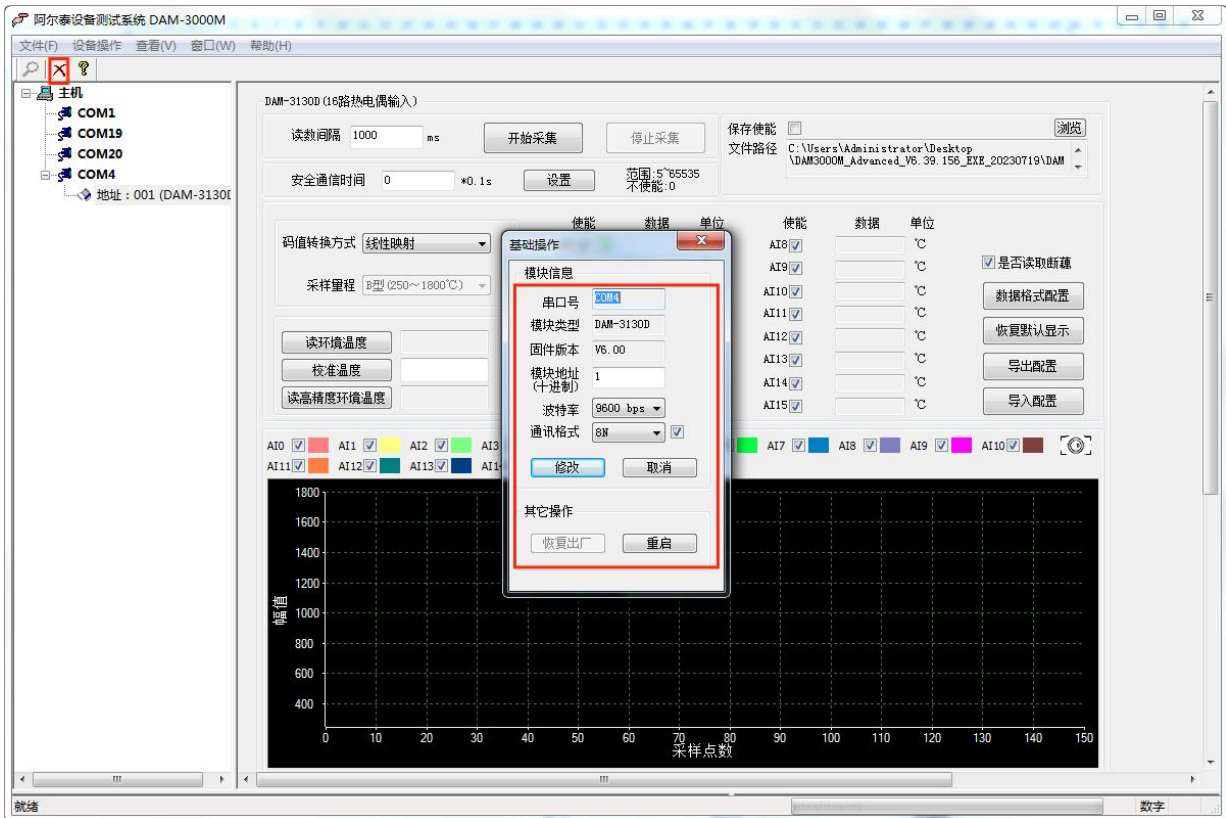 阿尔泰设备测试系统 DAM-3000M
文件(F) 设备操作 查看(V) 窗口(W) 帮助(H)
主机
COM1
COM19
COM20
COM4
地址：001 (DAM-3130D
DAM-3130D(16路热电偶输入)
读数间隔 1000 ms 开始采集 停止采集
安全通信时间 0 *0.1s 设置 范围:5~65535
不使能:0
保存使能 浏览
文件路径 C:\Users\Administrator\Desktop
\DAM3000M_Advanced_V6.39.156_EXE_20230719\DAM
码值转换方式 线性映射
采样量程 B型(250～1800℃)
读环境温度
校准温度
读高精度环境温度
使能 数据 单位
使能 数据 单位
AI8 ℃
AI9 ℃
AI10 ℃
AI11 ℃
AI12 ℃
AI13 ℃
AI14 ℃
AI15 ℃
是否读取断藕
数据格式配置
恢复默认显示
导出配置
导入配置
基础操作
模块信息
串口号 COM4
模块类型 DAM-3130D
固件版本 V6.00
模块地址
(十进制) 1
波特率 9600 bps
通讯格式 8N
修改 取消
其它操作
恢复出厂 重启
AI0 AI1 AI2 AI3 AI7 AI8 AI9 AI10
AI11 AI12 AI13 AI14
幅值
1800
1600
1400
1200
1000
800
600
400
0 10 20 30 40 50 60 70 80 90 100 110 120 130 140 150
采样点数
就绪 数字